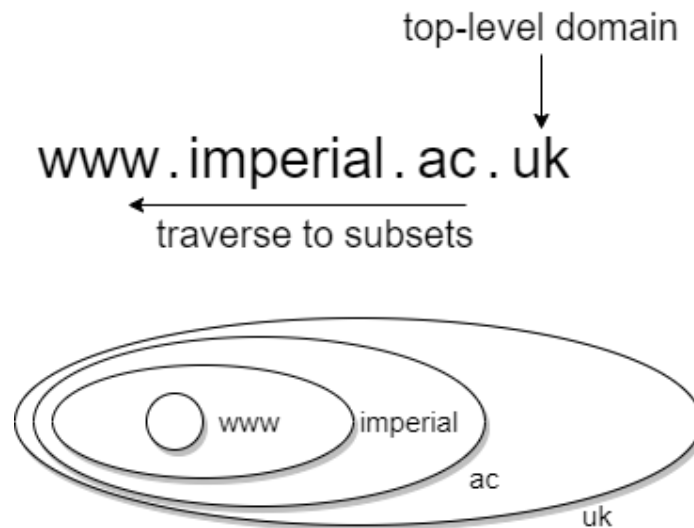 top-level domain
www.imperial.ac.uk
traverse to subsets
www imperial
ac
uk